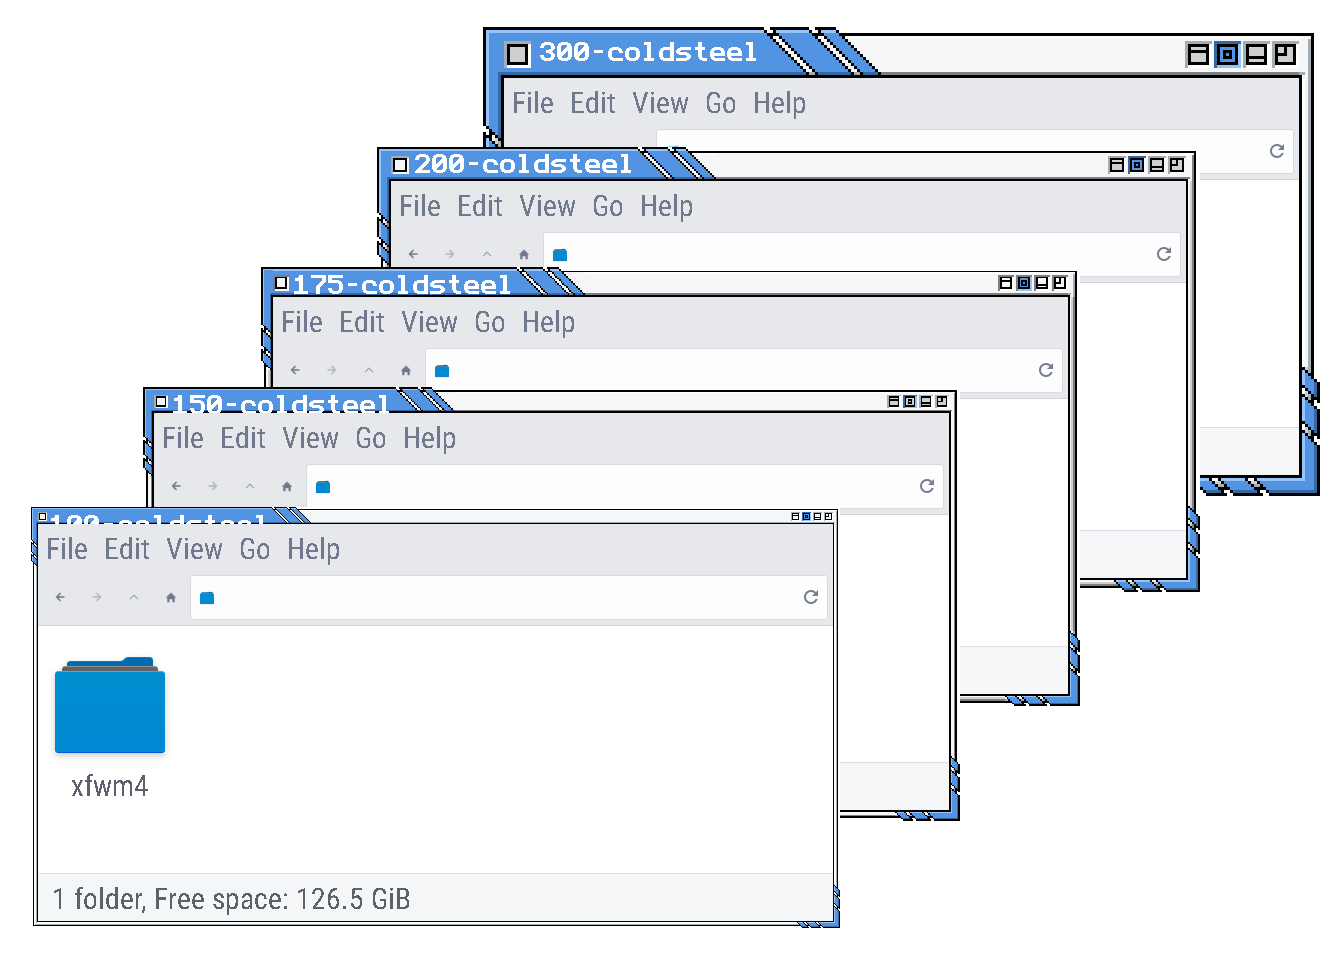 300-coldsteel
File Edit View Go Help
200-coldsteel
File Edit View Go Help
175-coldsteel
File Edit View Go Help
150-coldsteel
File Edit View Go Help
100-coldsteel
File Edit View Go Help
xfwm4
1 folder, Free space: 126.5 GiB